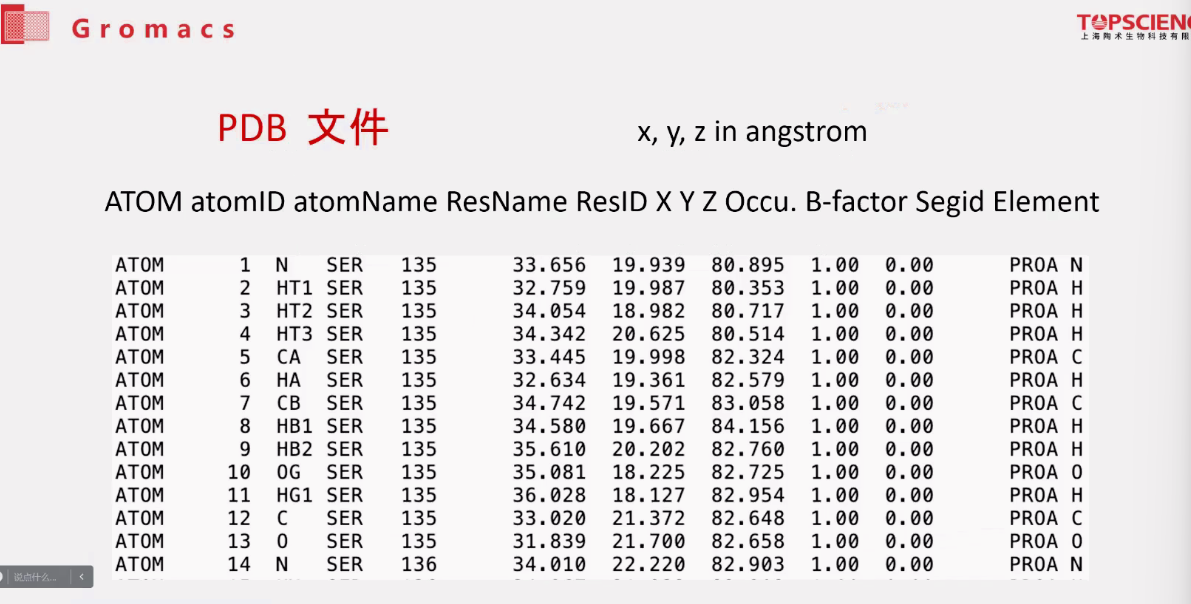 Gromacs
TOPSCIENC
上海陶术生物科技有限
PDB 文件
x, y, z in angstrom
ATOM atomID atomName ResName ResID X Y Z Occu. B-factor Segid Element
ATOM 1 N SER 135 33.656 19.939 80.895 1.00 0.00 PROA N
ATOM 2 HT1 SER 135 32.759 19.987 80.353 1.00 0.00 PROA H
ATOM 3 HT2 SER 135 34.054 18.982 80.717 1.00 0.00 PROA H
ATOM 4 HT3 SER 135 34.342 20.625 80.514 1.00 0.00 PROA H
ATOM 5 CA SER 135 33.445 19.998 82.324 1.00 0.00 PROA C
ATOM 6 HA SER 135 32.634 19.361 82.579 1.00 0.00 PROA H
ATOM 7 CB SER 135 34.742 19.571 83.058 1.00 0.00 PROA C
ATOM 8 HB1 SER 135 34.580 19.667 84.156 1.00 0.00 PROA H
ATOM 9 HB2 SER 135 35.610 20.202 82.760 1.00 0.00 PROA H
ATOM 10 OG SER 135 35.081 18.225 82.725 1.00 0.00 PROA O
ATOM 11 HG1 SER 135 36.028 18.127 82.954 1.00 0.00 PROA H
ATOM 12 C SER 135 33.020 21.372 82.648 1.00 0.00 PROA C
ATOM 13 O SER 135 31.839 21.700 82.658 1.00 0.00 PROA O
ATOM 14 N SER 136 34.010 22.220 82.903 1.00 0.00 PROA N
说点什么...